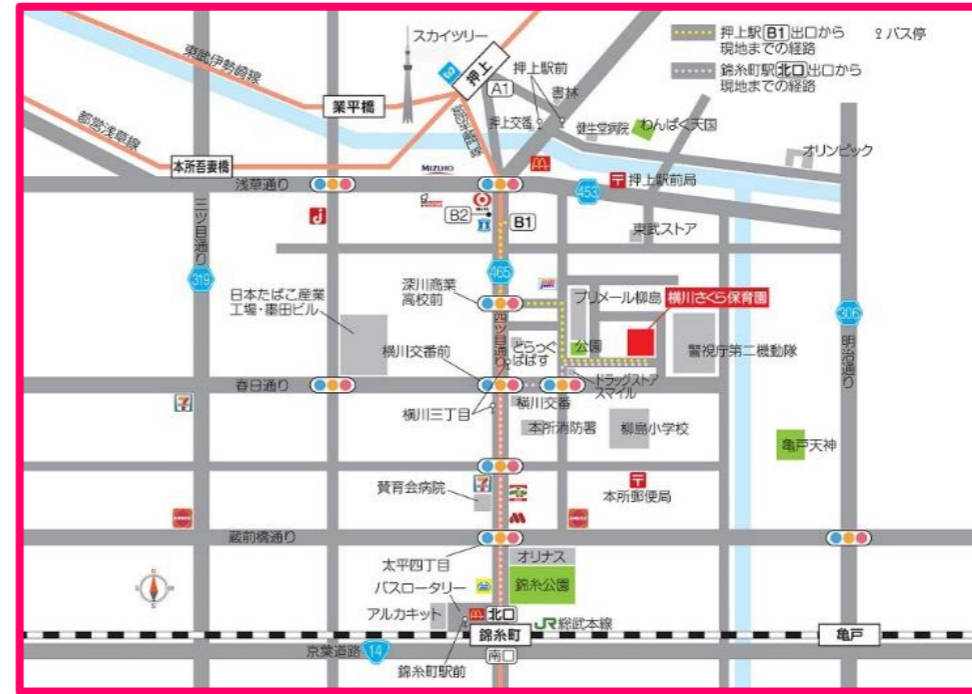 スカイツリー
押上駅B1出口から
現地までの経路
バス停
錦糸町駅北口出口から
現地までの経路
東武伊勢崎線
押上
A1
押上駅前
書林
業平橋
押上交番
健生堂病院
わんぱく天国
都営浅草線
オリンピック
本所吾妻橋
MIZUHO
浅草通り
453
押上駅前局
B2
B1
三ツ目通り
東武ストア
319
465
深川商業
高校前
プリメール柳島
横川さくら保育園
日本たばこ産業
工場・墨田ビル
306
四ツ目通り
どらっぐ
ぱぱす
公園
警視庁第二機動隊
明治通り
横川交番前
ドラッグストア
スマイル
春日通り
横川三丁目
横川交番
本所消防署
柳島小学校
亀戸天神
賛育会病院
本所郵便局
蔵前橋通り
太平四丁目
オリナス
バスロータリー
錦糸公園
アルカキット
北口
JR総武本線
錦糸町
亀戸
京葉道路
14
南口
錦糸町駅前